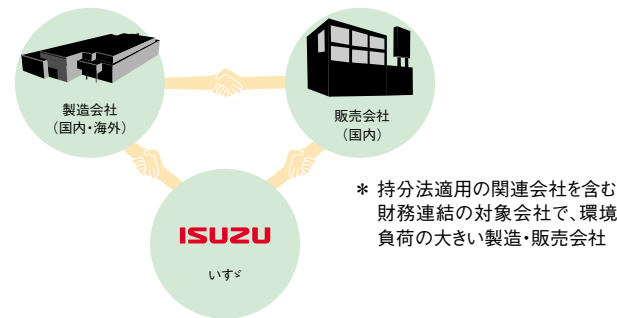 製造会社
（国内・海外）
販売会社
（国内）
ISUZU
いすゞ
＊ 持分法適用の関連会社を含む
財務連結の対象会社で、環境
負荷の大きい製造・販売会社